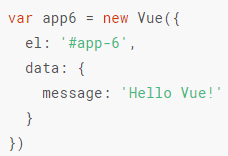 var app6 = new Vue({
  el: '#app-6',
  data: {
    message: 'Hello Vue!'
  }
})